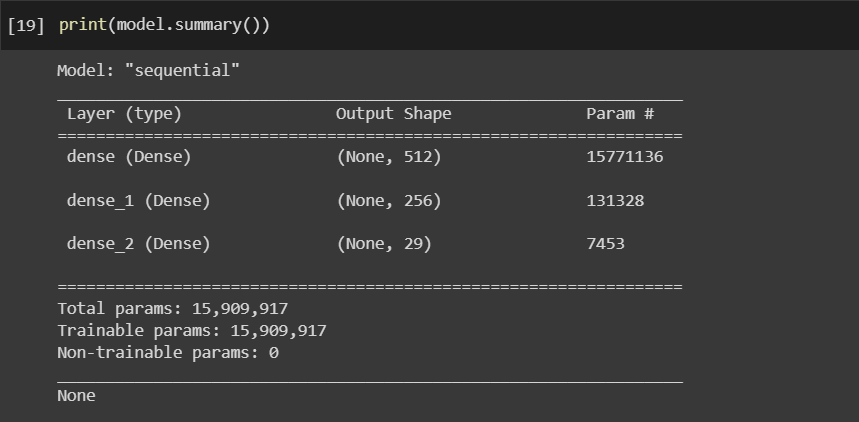 [19] print(model.summary())
Model: "sequential"
_________________________________________________________________
Layer (type) Output Shape Param #
=================================================================
dense (Dense) (None, 512) 15771136
dense_1 (Dense) (None, 256) 131328
dense_2 (Dense) (None, 29) 7453
=================================================================
Total params: 15,909,917
Trainable params: 15,909,917
Non-trainable params: 0
_________________________________________________________________
None